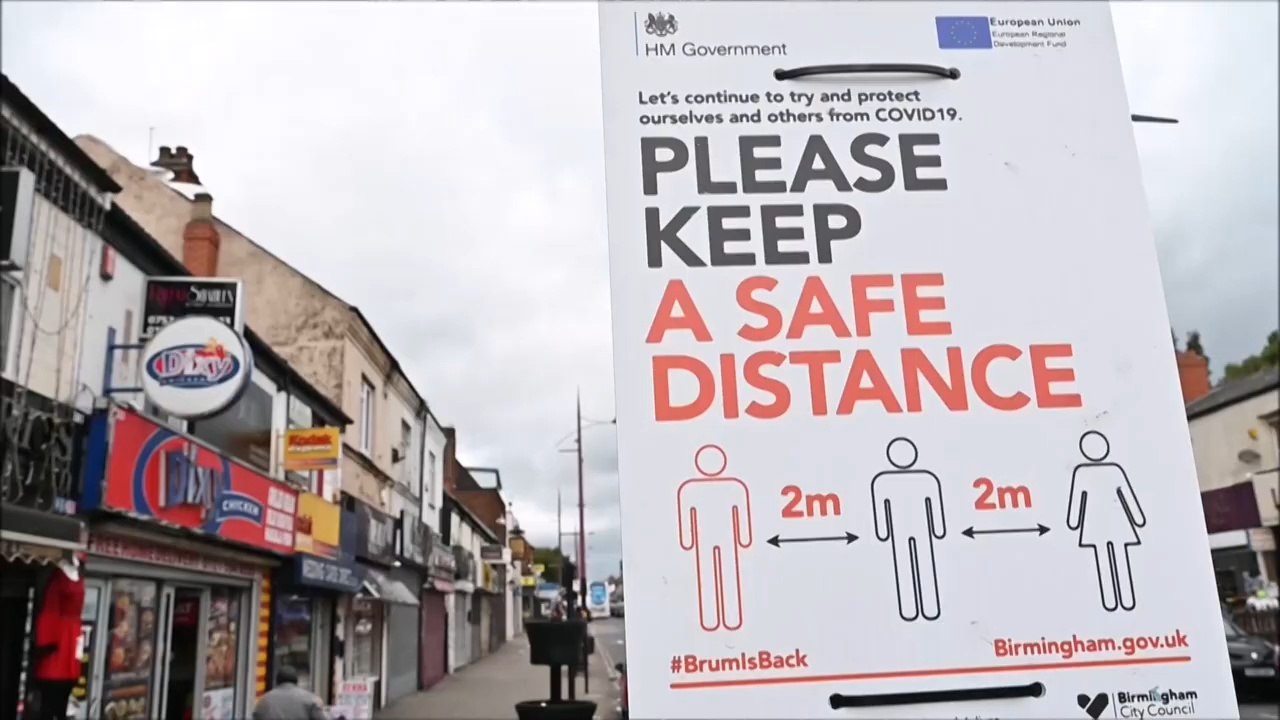 HM Government
European Union
European Regional
Development Fund
Let's continue to try and protect
ourselves and others from COVID19.
PLEASE
KEEP
A SAFE
DISTANCE
2m
2m
#BrumIsBack
Birmingham.gov.uk
Birmingham
City Council
Dixy
CHICKEN
Kodak
Dixy
CHICKEN